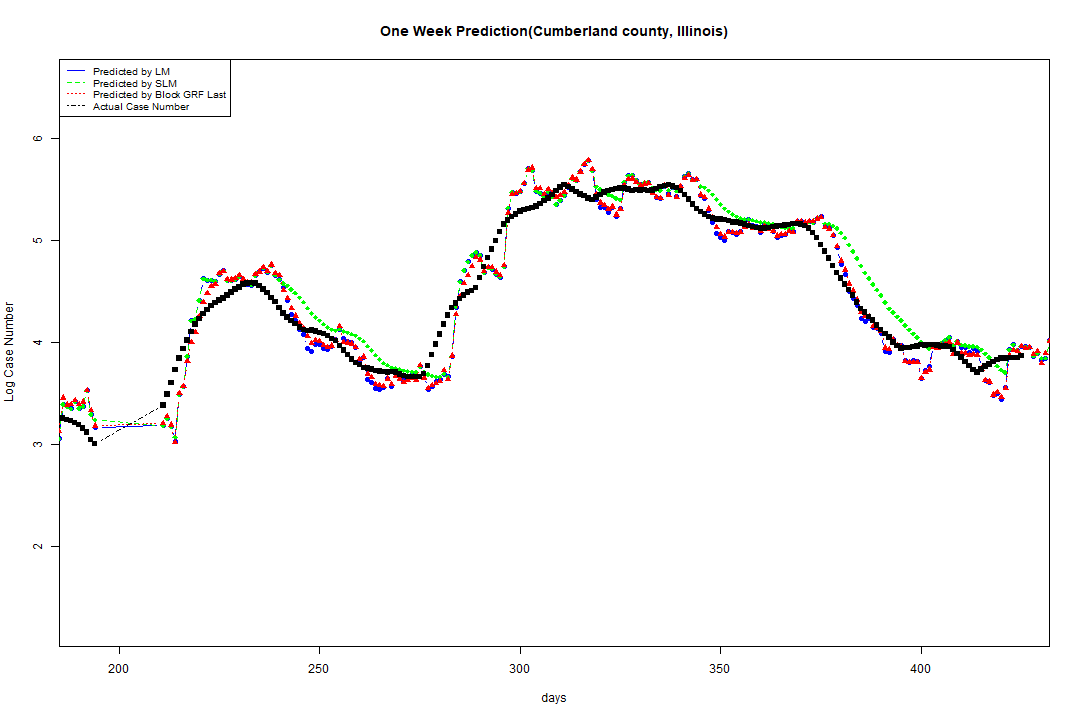 One Week Prediction(Cumberland county, Illinois)
Predicted by LM
Predicted by SLM
Predicted by Block GRF Last
Actual Case Number
6
5
4
3
2
Log Case Number
200 250 300 350 400
days